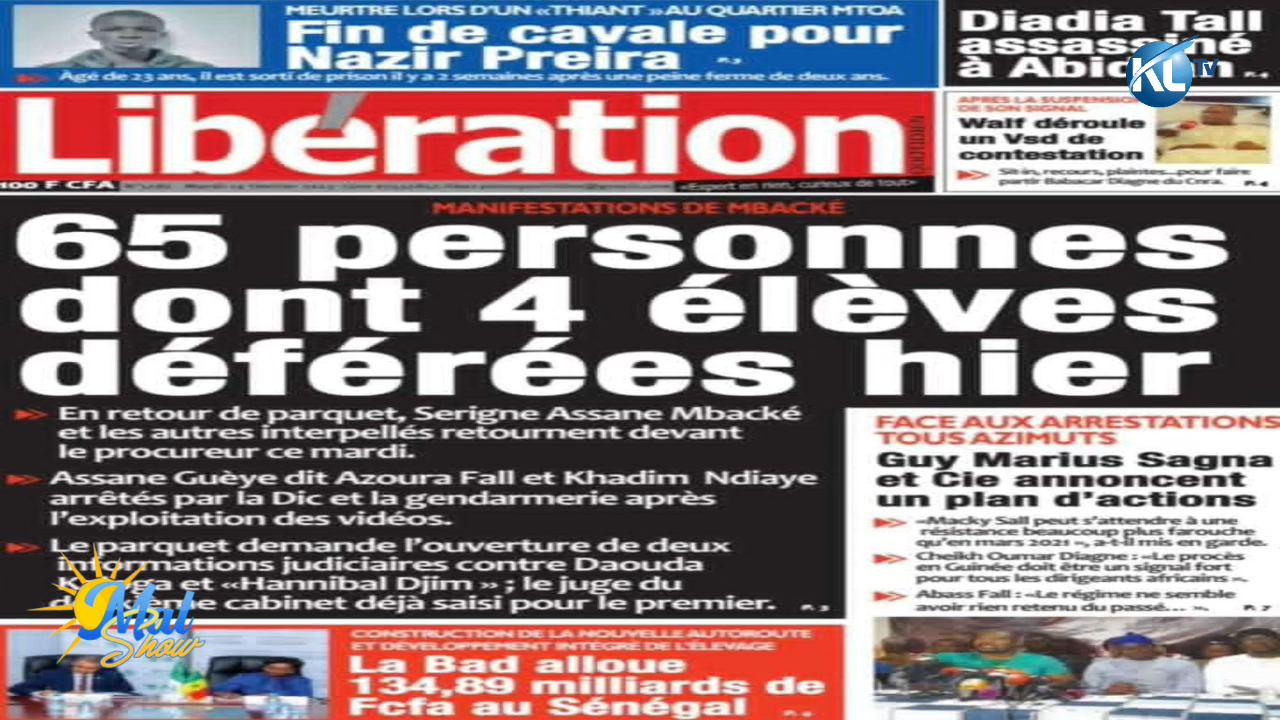 MEURTRE LORS D'UN «THIANT» AU QUARTIER MTOA
Fin de cavale pour
Nazir Preira
P.3
Âgé de 23 ans, il est sorti de prison il y a 2 semaines après une peine ferme de deux ans.
Diadia Tall
assassiné
à
P.4
KL TV
Libération
QUOTIDIEN
100 F CFA
«Expert en rien, curieux de tout»
APRÈS LA SUSPENSION
DE SON SIGNAL
Walf déroule
un Vsd de
contestation
Sit-in, recours, plaintes...pour faire
partir Babacar Diagne du Cnra. P.4
MANIFESTATIONS DE MBACKÉ
65 personnes
dont 4 élèves
déférées hier
En retour de parquet, Serigne Assane Mbacké
et les autres interpellés retournent devant
le procureur ce mardi.
Assane Guèye dit Azoura Fall et Khadim Ndiaye
arrêtés par la Dic et la gendarmerie après
l'exploitation des vidéos.
Le parquet demande l'ouverture de deux
informations judiciaires contre Daouda
et «Hannibal Djim » ; le juge du
cabinet déjà saisi pour le premier. P.3
FACE AUX ARRESTATIONS
TOUS AZIMUTS
Guy Marius Sagna
et Cie annoncent
un plan d'actions
«Macky Sall peut s'attendre à une
résistance beaucoup plus farouche
qu'en mars 2021 », a-t-il mis en garde.
Cheikh Oumar Diagne : «Le procès
en Guinée doit être un signal fort
pour tous les dirigeants africains ».
Abass Fall : «Le régime ne semble
avoir rien retenu du passé... ». P.7
Mul
Show
CONSTRUCTION DE LA NOUVELLE AUTOROUTE
ET DÉVELOPPEMENT INTÉGRÉ DE L'ÉLEVAGE
La Bad alloue
134,89 milliards de
Fcfa au Sénégal